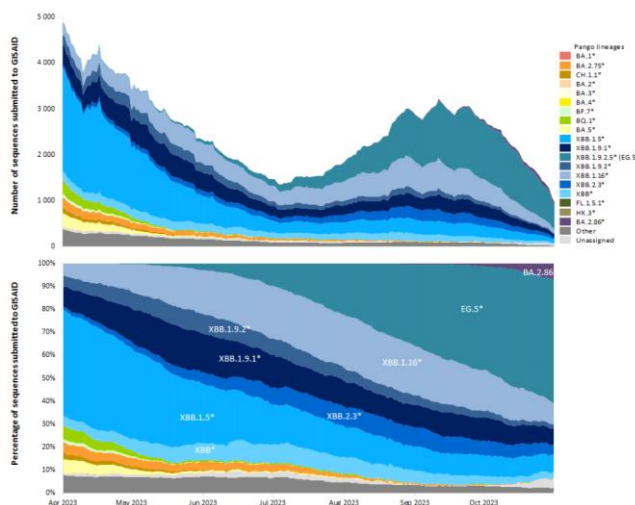 Number of sequences submitted to GISAID
5 000
4 000
3 000
2 000
1 000
0
Pango lineages
BA.1*
BA.2.75*
CH.1.1*
BA.2*
BA.3*
BA.4*
BF.7*
BQ.1*
BA.5*
XBB.1.5*
XBB.1.9.1*
XBB.1.9.2.5* (EG.5
XBB.1.9.2*
XBB.1.16*
XBB.2.3*
XBB*
FL.1.5.1*
HK.3*
BA.2.86*
Other
Unassigned
Percentage of sequences submitted to GISAID
100%
90%
80%
70%
60%
50%
40%
30%
20%
10%
0%
BA.2.86
EG.5*
XBB.1.9.2*
XBB.1.9.1*
XBB.1.16*
XBB.1.5*
XBB.2.3*
XBB*
Apr 2023
May 2023
Jun 2023
Jul 2023
Aug 2023
Sep 2023
Oct 2023